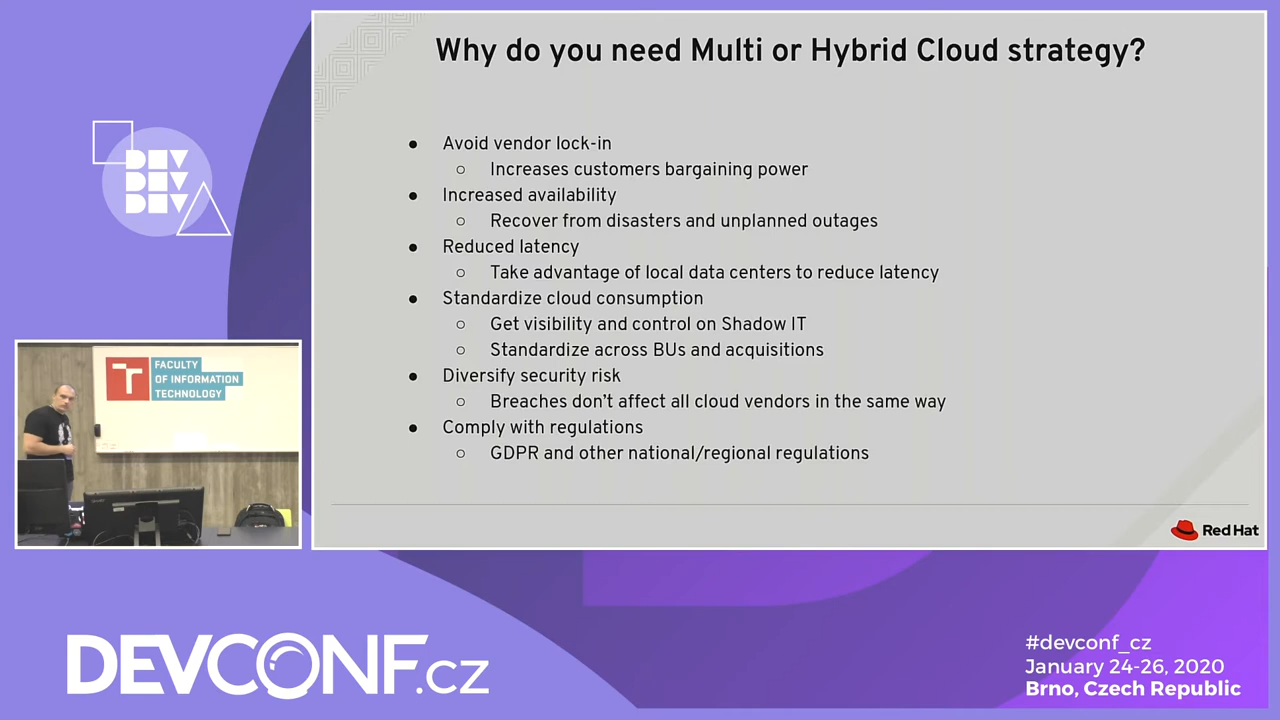 Why do you need Multi or Hybrid Cloud strategy?
● Avoid vendor lock-in
○ Increases customers bargaining power
● Increased availability
○ Recover from disasters and unplanned outages
● Reduced latency
○ Take advantage of local data centers to reduce latency
● Standardize cloud consumption
○ Get visibility and control on Shadow IT
○ Standardize across BUs and acquisitions
● Diversify security risk
○ Breaches don't affect all cloud vendors in the same way
● Comply with regulations
○ GDPR and other national/regional regulations
Red Hat
DEV
DEV
DEV
T
FACULTY
OF INFORMATION
TECHNOLOGY
DEVCONF.cz
#devconf_cz
January 24-26, 2020
Brno, Czech Republic